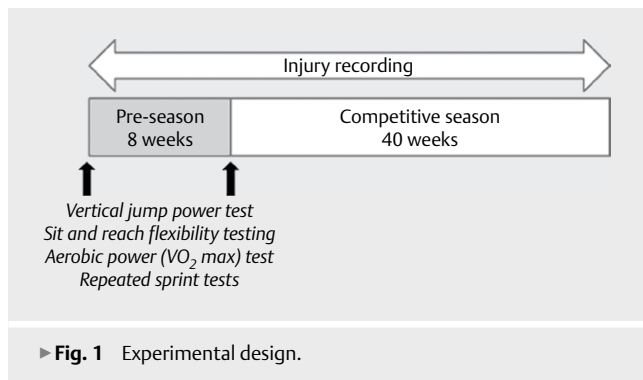 Injury recording
Pre-season
8 weeks
Competitive season
40 weeks
Vertical jump power test
Sit and reach flexibility testing
Aerobic power (VO₂ max) test
Repeated sprint tests
▶Fig. 1 Experimental design.